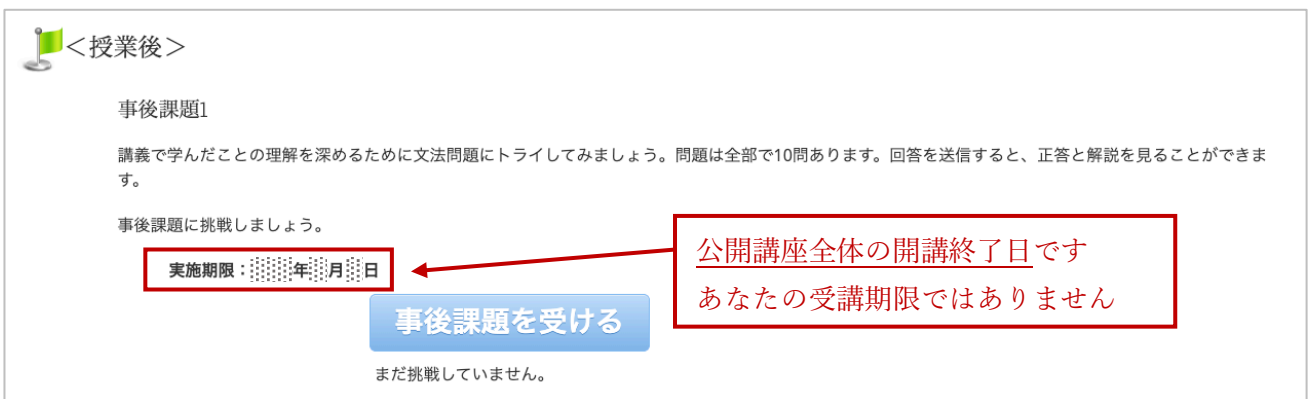 ＜授業後＞
事後課題1
講義で学んだことの理解を深めるために文法問題にトライしてみましょう。問題は全部で10問あります。回答を送信すると、正答と解説を見ることができま
す。
事後課題に挑戦しましょう。
公開講座全体の開講終了日です
あなたの受講期限ではありません
実施期限：年月日
事後課題を受ける
まだ挑戦していません。